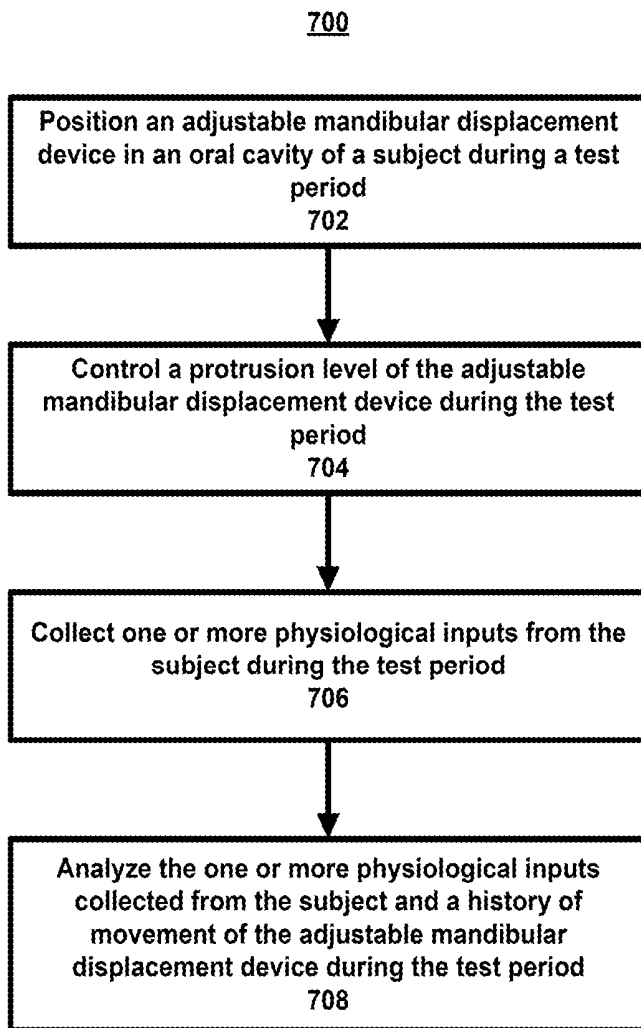 700
Position an adjustable mandibular displacement
device in an oral cavity of a subject during a test
period
702
Control a protrusion level of the adjustable
mandibular displacement device during the test
period
704
Collect one or more physiological inputs from the
subject during the test period
706
Analyze the one or more physiological inputs
collected from the subject and a history of
movement of the adjustable mandibular
displacement device during the test period
708